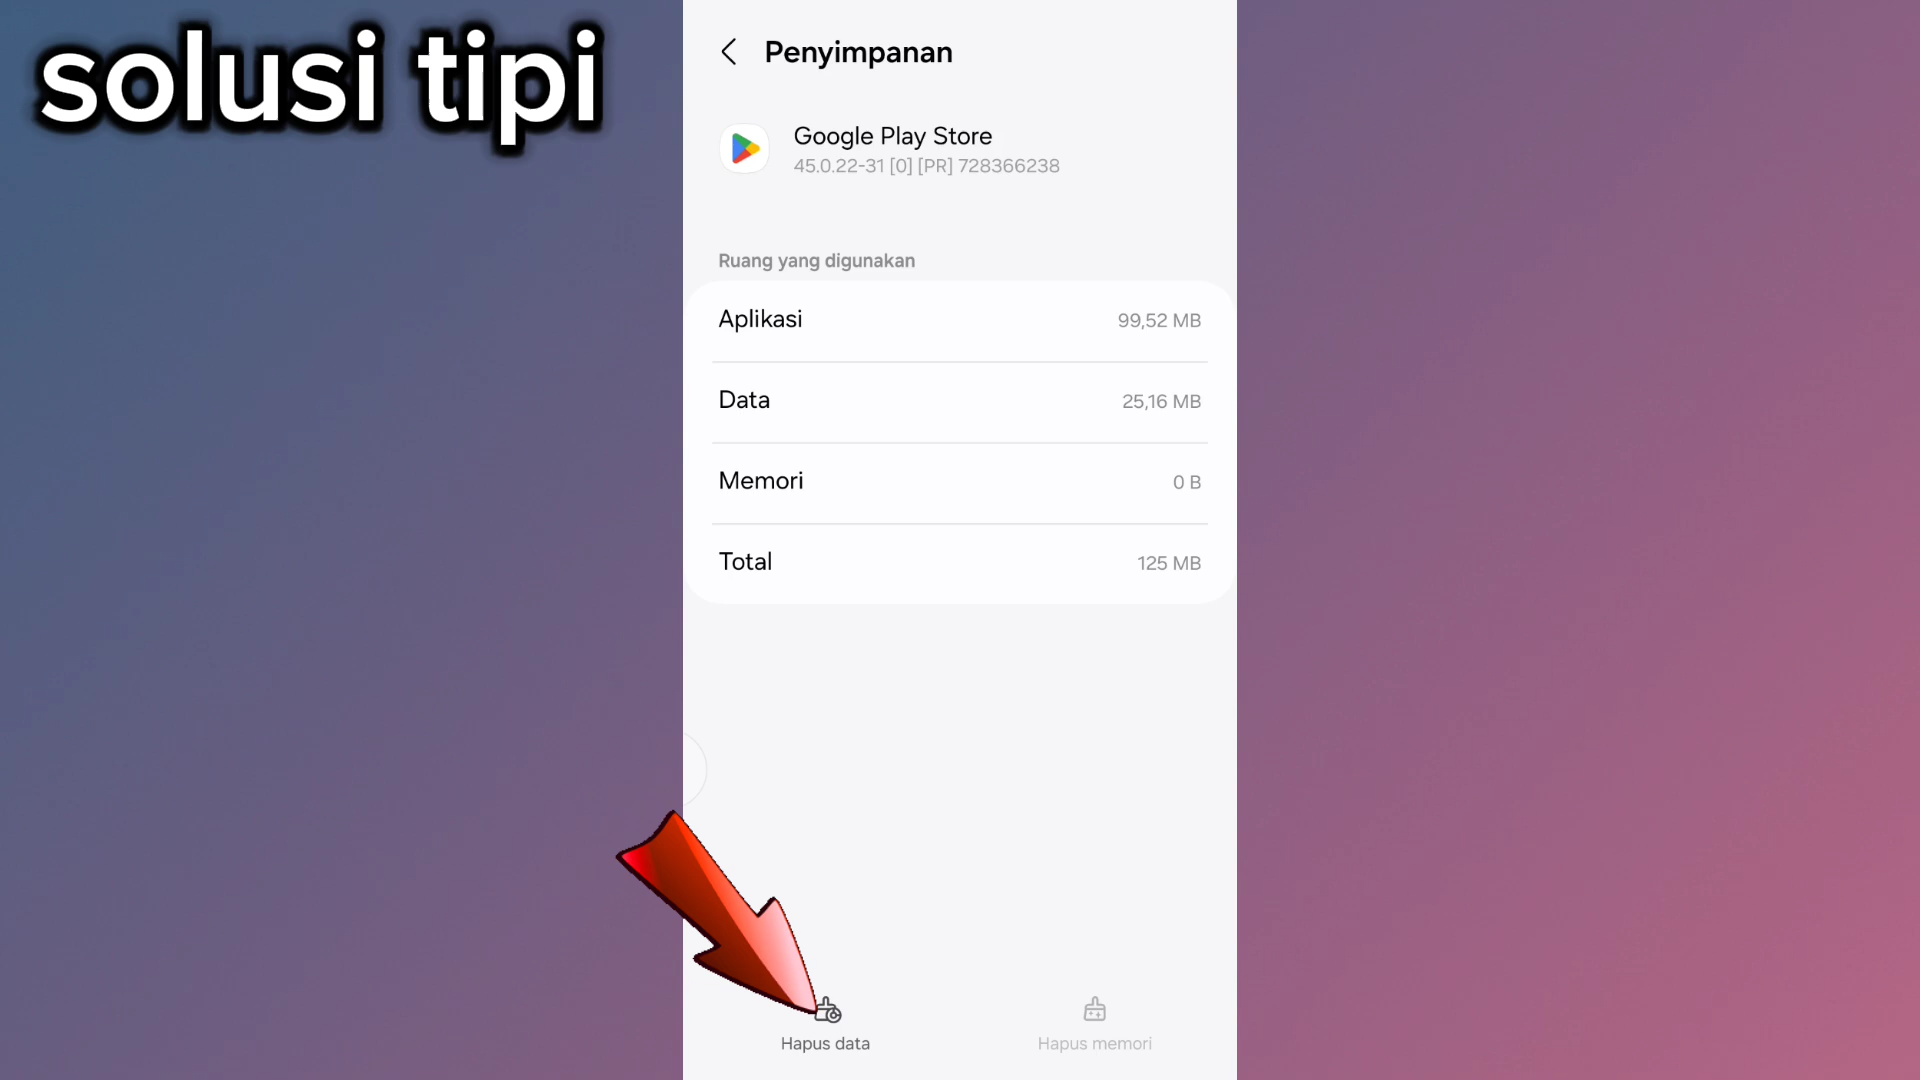 solusi tipi
Penyimpanan
Google Play Store
45.0.22-31 [0] [PR] 728366238
Ruang yang digunakan
Aplikasi 99,52 MB
Data 25,16 MB
Memori 0 B
Total 125 MB
Hapus data Hapus memori